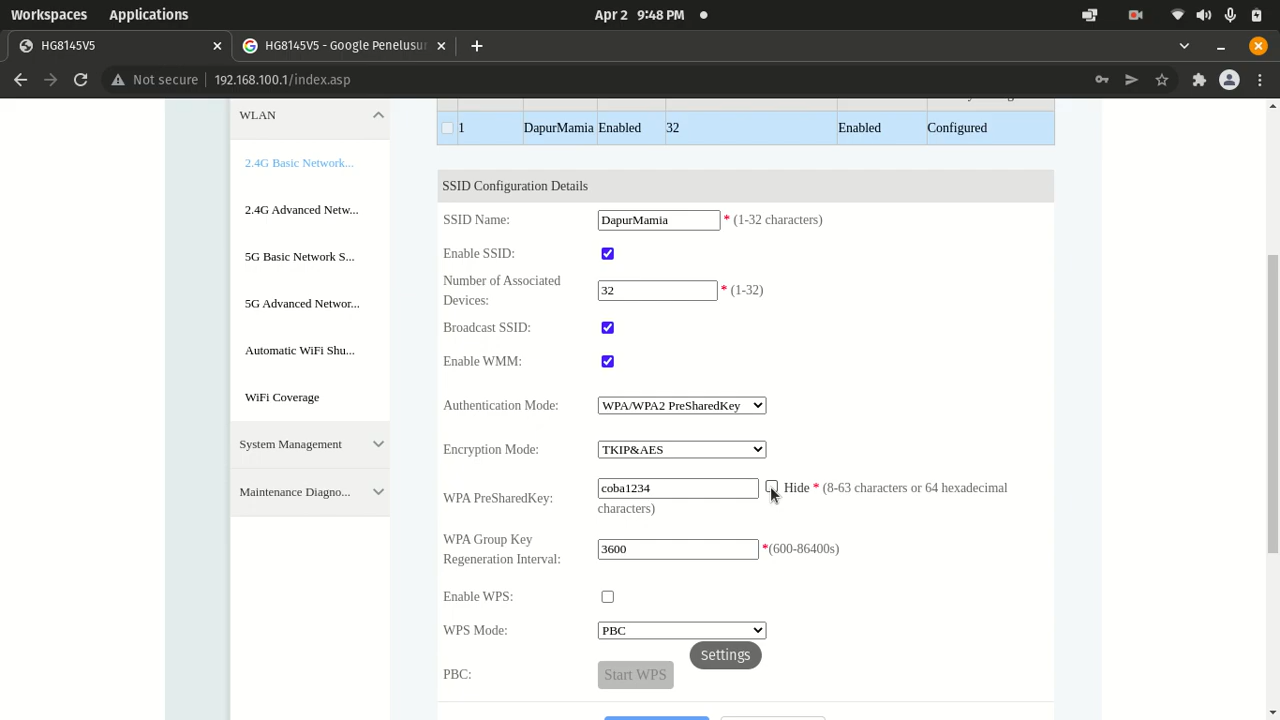 Workspaces Applications Apr 2 9:48 PM
HG8145V5 × HG8145V5 - Google Penelusur × +
Not secure 192.168.100.1/index.asp
WLAN
2.4G Basic Network...
2.4G Advanced Netw...
5G Basic Network S...
5G Advanced Networ...
Automatic WiFi Shu...
WiFi Coverage
System Management
Maintenance Diagno...
1 DapurMamia Enabled 32 Enabled Configured
SSID Configuration Details
SSID Name: DapurMamia * (1-32 characters)
Enable SSID:
Number of Associated
Devices: 32 * (1-32)
Broadcast SSID:
Enable WMM:
Authentication Mode: WPA/WPA2 PreSharedKey
Encryption Mode: TKIP&AES
WPA PreSharedKey: coba1234 Hide * (8-63 characters or 64 hexadecimal
characters)
WPA Group Key
Regeneration Interval: 3600 *(600-86400s)
Enable WPS:
WPS Mode: PBC
Settings
PBC: Start WPS